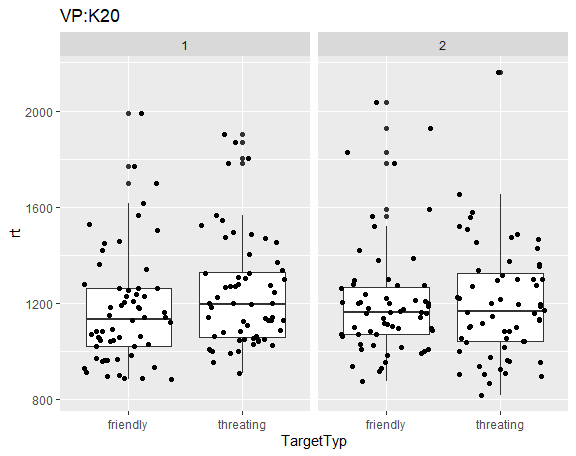 VP:K20
1 2
2000
1600
1200
800
rt
friendly threating friendly threating
TargetTyp